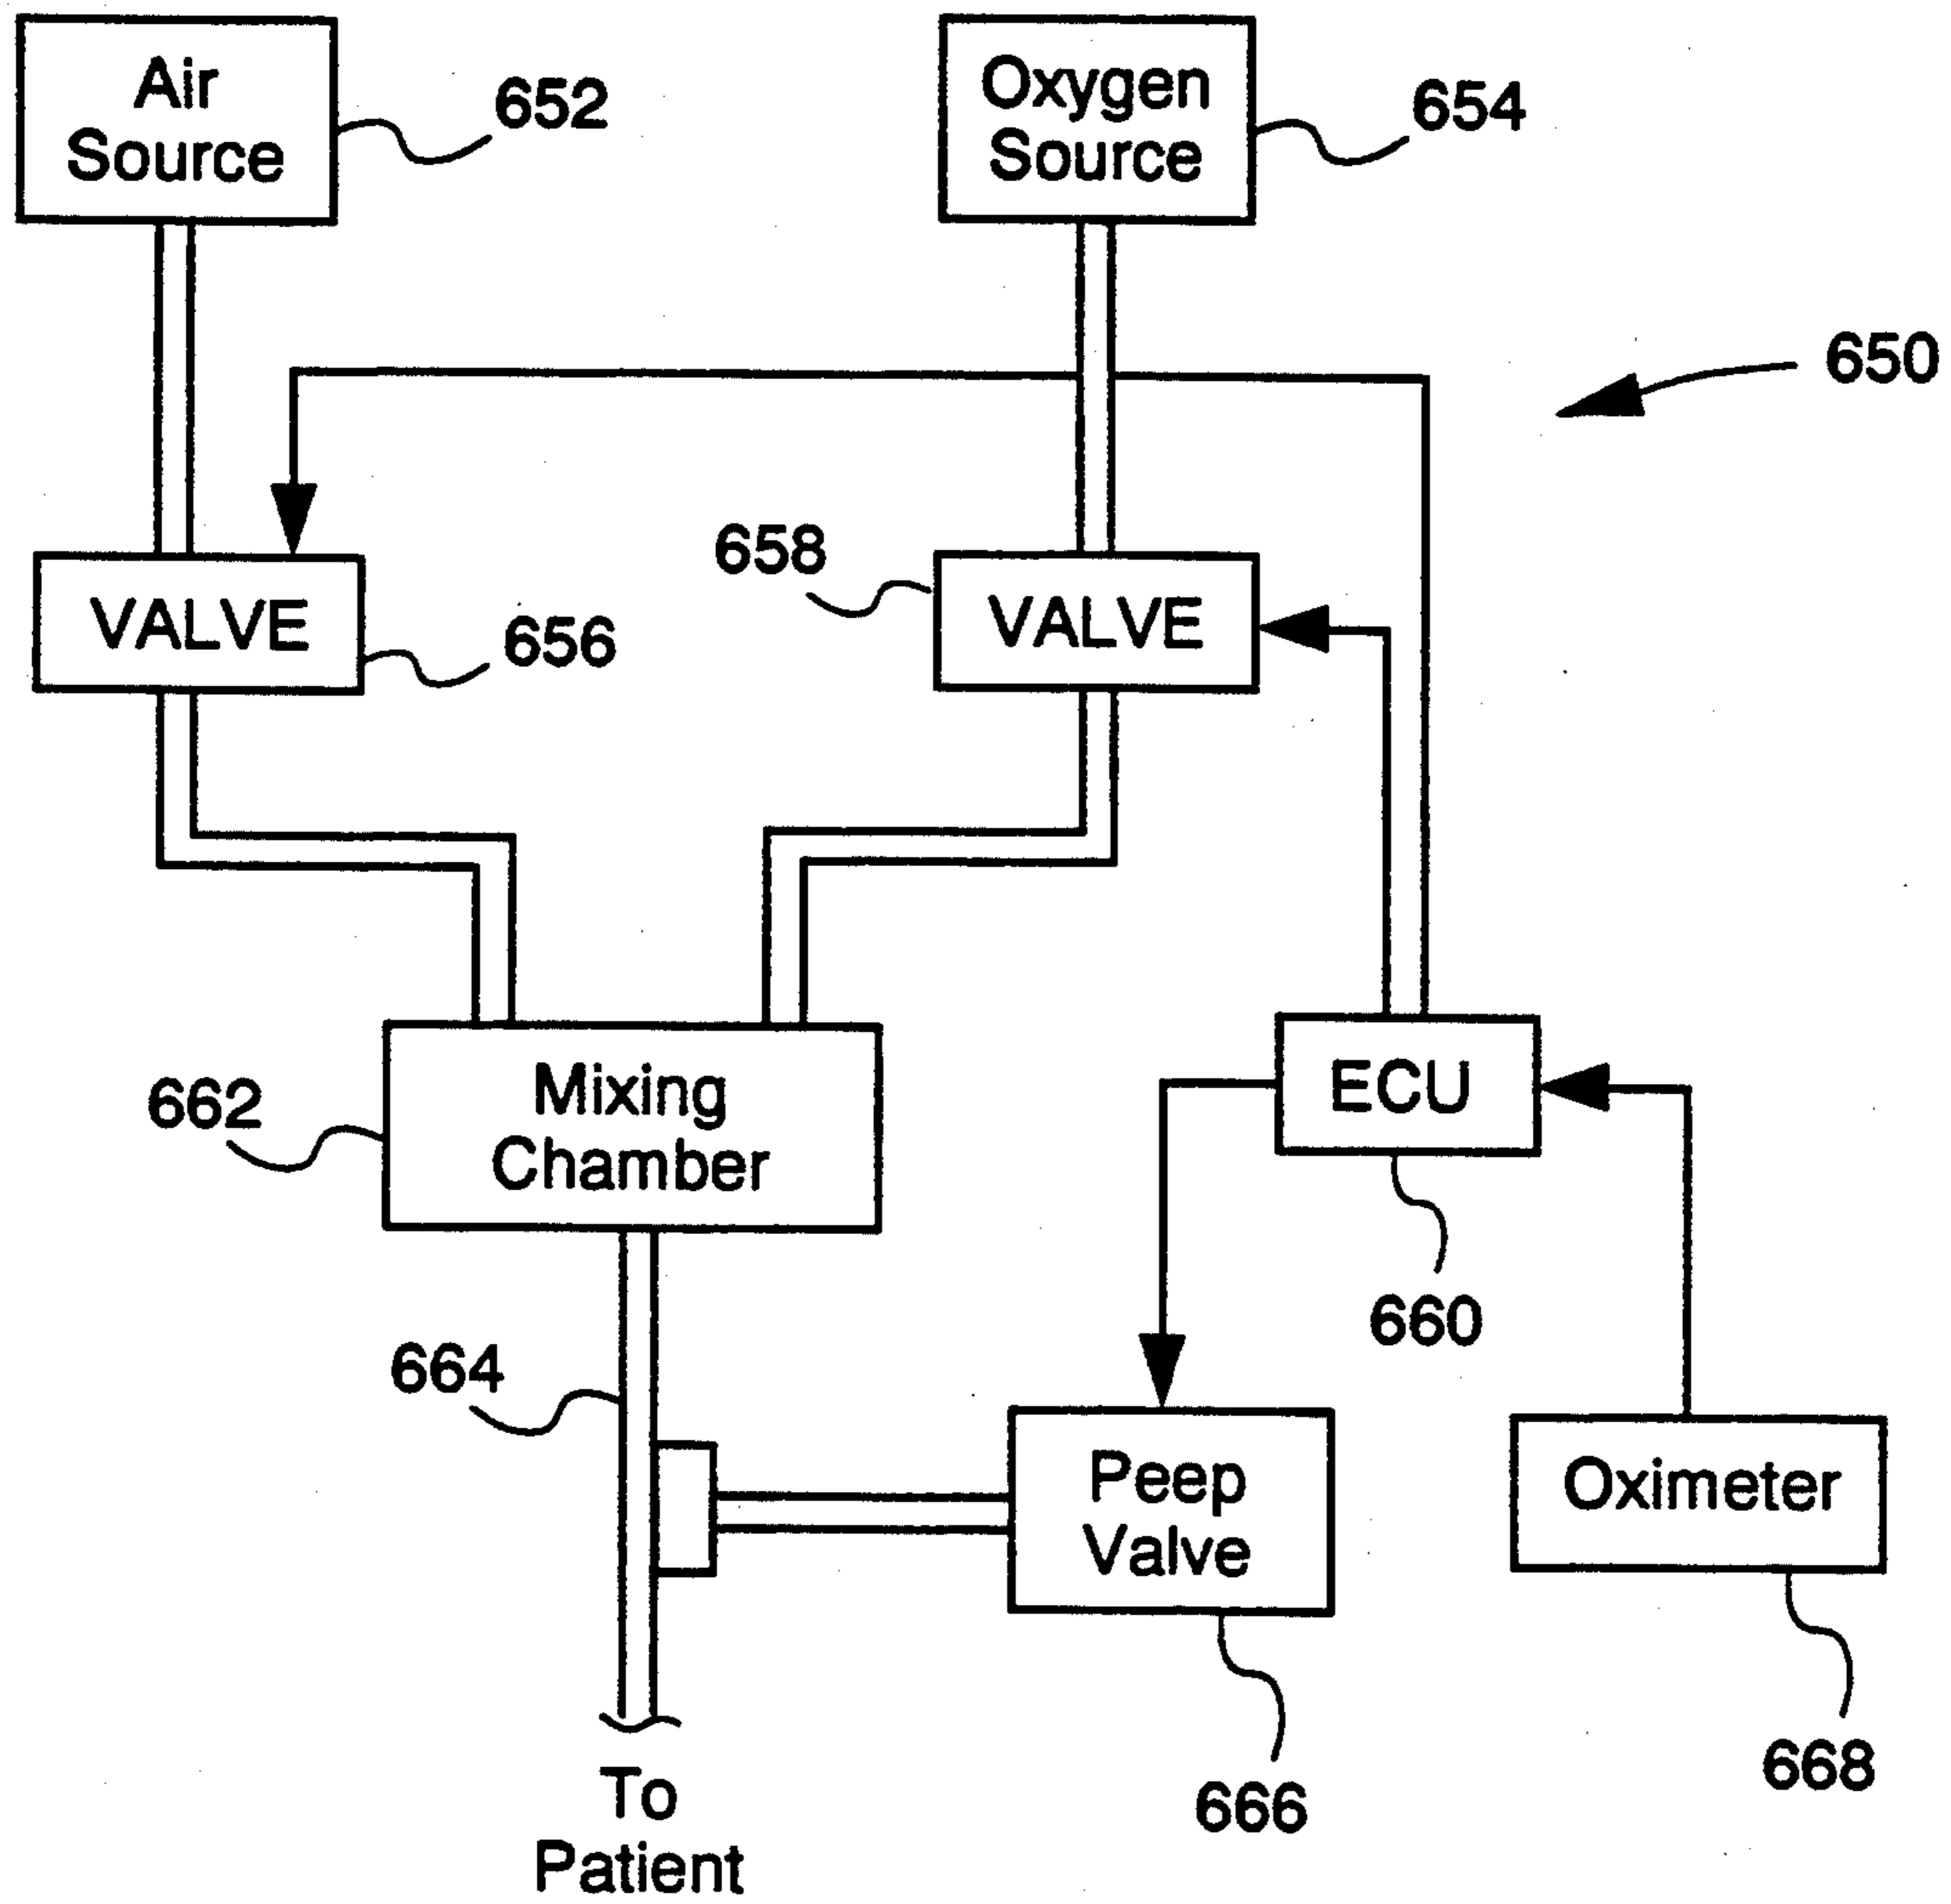 Air
Source
652
Oxygen
Source
654
650
VALVE
656
658
VALVE
662
Mixing
Chamber
ECU
660
664
Peep
Valve
Oximeter
666
668
To
Patient